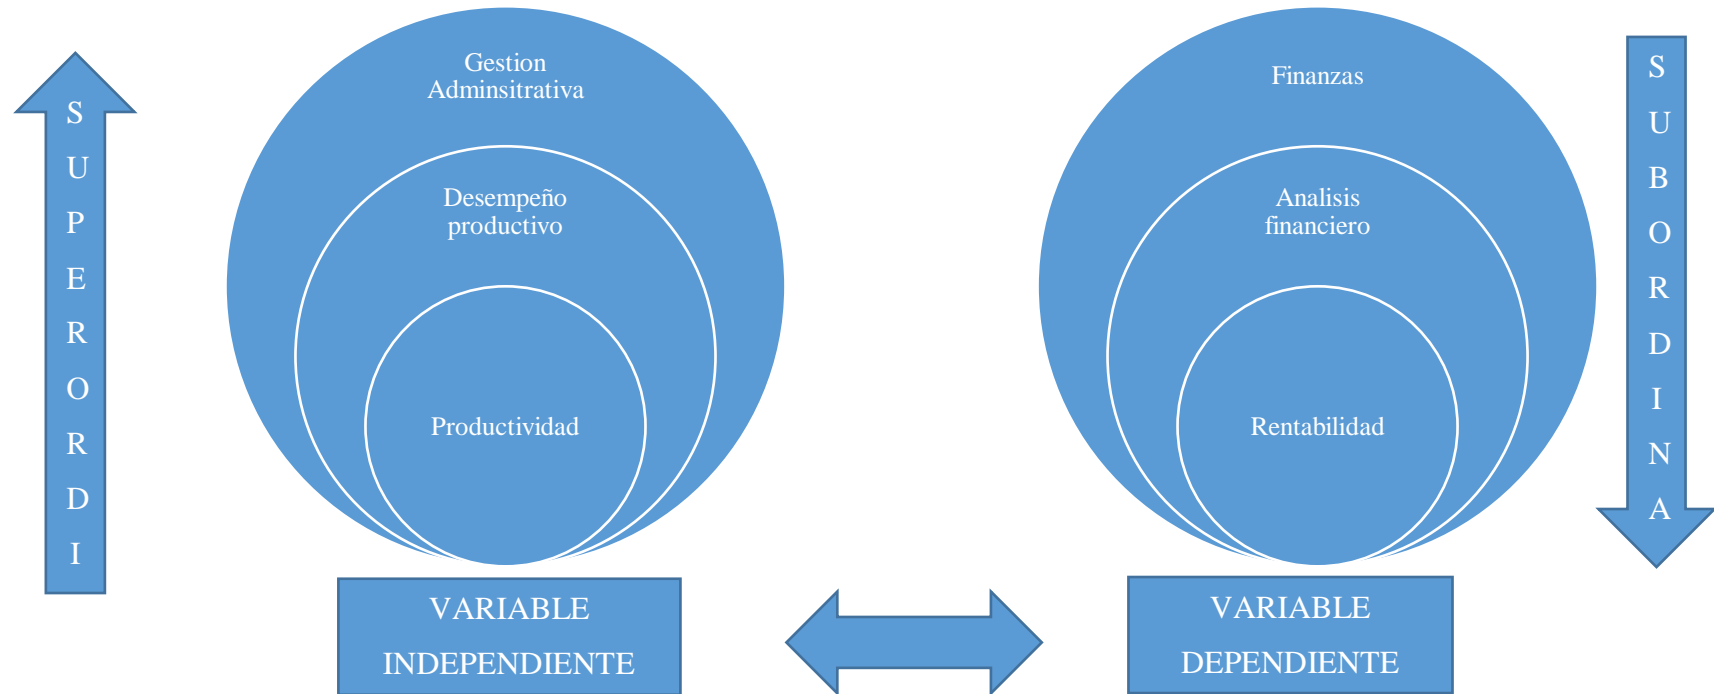 SUPERORDI
Gestion
Adminsitrativa
Desempeño
productivo
Productividad
VARIABLE
INDEPENDIENTE
Finanzas
Analisis
financiero
Rentabilidad
VARIABLE
DEPENDIENTE
SUBORDINA